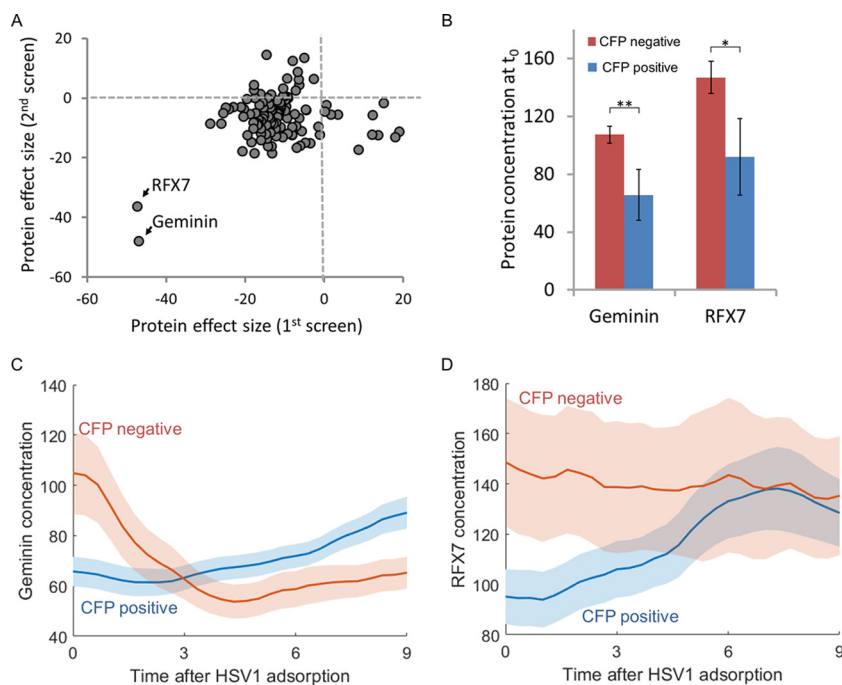 A
Protein effect size (2nd screen)
20
0
-20
-40
-60
RFX7
Geminin
-60
-40
-20
0
20
Protein effect size (1st screen)
B
Protein concentration at t0
160
120
80
40
0
CFP negative
CFP positive
**
*
Geminin
RFX7
C
Geminin concentration
140
120
100
80
60
40
CFP negative
CFP positive
0
3
6
9
Time after HSV1 adsorption
D
RFX7 concentration
180
160
140
120
100
80
CFP negative
CFP positive
0
3
6
9
Time after HSV1 adsorption